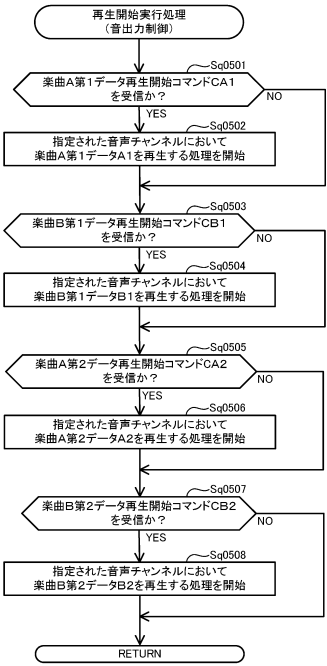 再生開始実行処理
(音出力制御)
Sq0501
楽曲A第1データ再生開始コマンドCA1
を受信か？
NO
YES
Sq0502
指定された音声チャンネルにおいて
楽曲A第1データA1を再生する処理を開始
Sq0503
楽曲B第1データ再生開始コマンドCB1
を受信か？
NO
YES
Sq0504
指定された音声チャンネルにおいて
楽曲B第1データB1を再生する処理を開始
Sq0505
楽曲A第2データ再生開始コマンドCA2
を受信か？
NO
YES
Sq0506
指定された音声チャンネルにおいて
楽曲A第2データA2を再生する処理を開始
Sq0507
楽曲B第2データ再生開始コマンドCB2
を受信か？
NO
YES
Sq0508
指定された音声チャンネルにおいて
楽曲B第2データB2を再生する処理を開始
RETURN